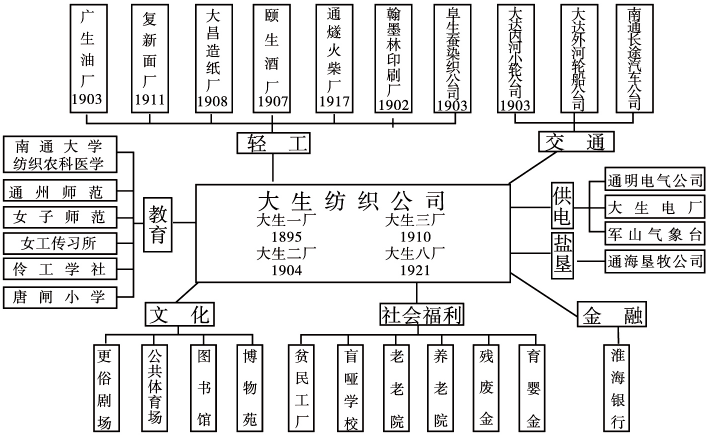 广生油厂 1903
复新面厂 1911
大昌造纸厂 1908
颐生酒厂 1907
通燧火柴厂 1917
翰墨林印刷厂 1902
阜生蚕染织公司 1903
大达内河小轮公司 1903
大达外河轮船公司
南通长途汽车公司
轻工
交通
南通大学
纺织农科医学
通州师范
女子师范
女工传习所
伶工学社
唐闸小学
教育
大生纺织公司
大生一厂 大生三厂
1895 1910
大生二厂 大生八厂
1904 1921
供电
通明电气公司
大生电厂
军山气象台
盐垦
通海垦牧公司
文化
社会福利
金融
更俗剧场
公共体育场
图书馆
博物苑
贫民工厂
盲哑学校
老老院
养老院
残废金
育婴金
淮海银行